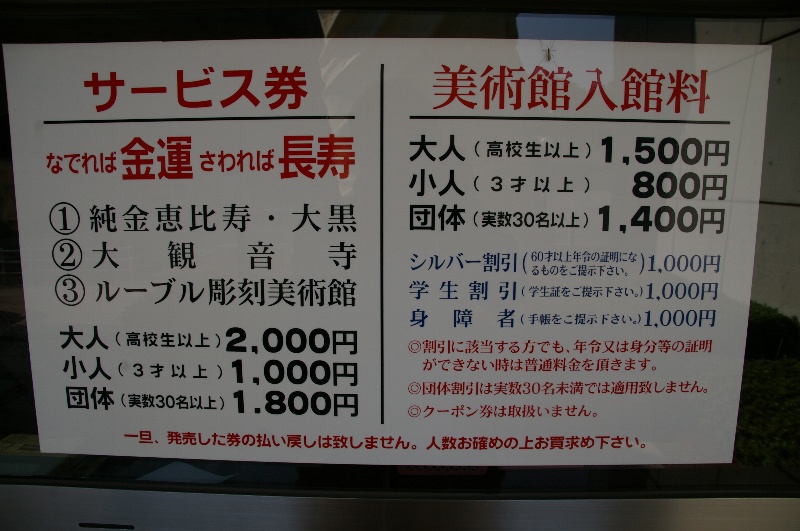 サービス券
なでれば金運さわれば長寿
①純金恵比寿・大黒
②大観音寺
③ルーブル彫刻美術館
大人(高校生以上)2,000円
小人(3才以上)1,000円
団体(実数30名以上)1.800円
美術館入館料
大人(高校生以上)1,500円
小人(3才以上)800円
団体(実数30名以上)1,400円
シルバー割引(60才以上年令の証明になるものをご提示下さい。)1,000円
学生割引(学生証をご提示下さい。)1,000円
身障者(手帳をご提示下さい。)1,000円
◎割引に該当する方でも、年令又は身分等の証明
ができない時は普通料金を頂きます。
◎団体割引は実数30名未満では適用致しません。
◎クーポン券は取扱いません。
一旦、発売した券の払い戻しは致しません。人数お確めの上お買求め下さい。